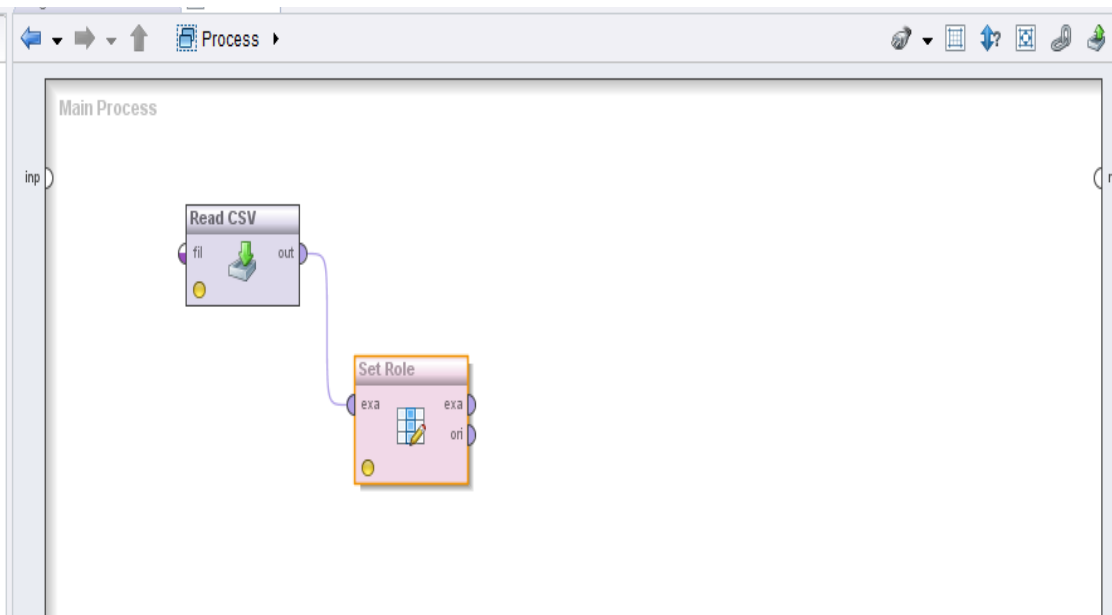 Process
Main Process
inp
Read CSV
fil out
Set Role
exa exa
ori